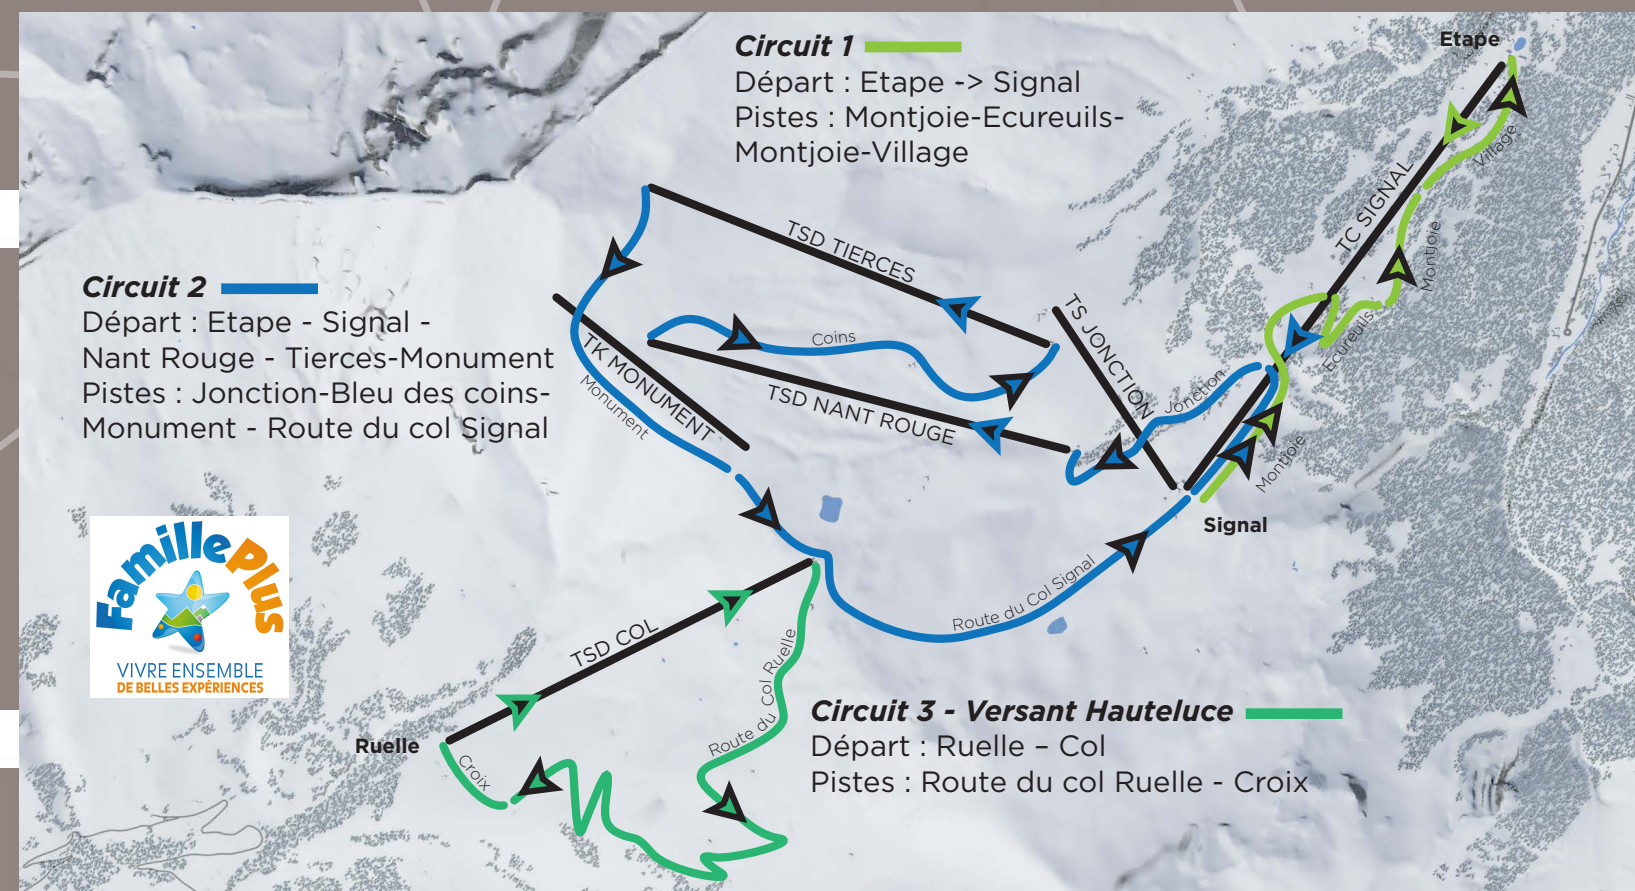 Circuit 1
Départ : Etape -> Signal
Pistes : Montjoie-Ecureuils-
Montjoie-Village
Etape
Village
TC SIGNAL
Montjoie
Ecureuils
TSD TIERCES
TS JONCTION
Coins
TSD NANT ROUGE
Jonction
Montjoie
Signal
Circuit 2
Départ : Etape - Signal -
Nant Rouge - Tierces-Monument
Pistes : Jonction-Bleu des coins-
Monument - Route du col Signal
TK MONUMENT
Monument
Route du Col Signal
FamillePlus
VIVRE ENSEMBLE
DE BELLES EXPÉRIENCES
TSD COL
Route du Col Ruelle
Ruelle
Croix
Circuit 3 - Versant Hauteluce
Départ : Ruelle – Col
Pistes : Route du col Ruelle - Croix